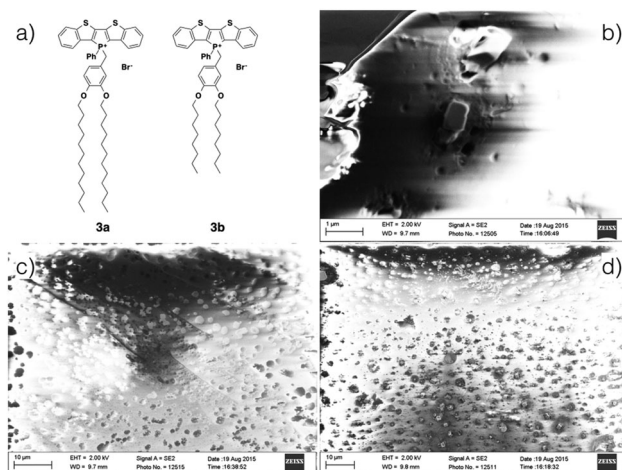 a)
S S
P+
Ph
Br-
O
O
3a
S S
P+
Ph
Br-
O
O
3b
b)
1 µm
EHT = 2.00 kV Signal A = SE2 Date :19 Aug 2015
WD = 9.7 mm Photo No. = 12505 Time :16:06:49
ZEISS
c)
10 µm
EHT = 2.00 kV Signal A = SE2 Date :19 Aug 2015
WD = 9.7 mm Photo No. = 12515 Time :16:38:52
ZEISS
d)
10 µm
EHT = 2.00 kV Signal A = SE2 Date :19 Aug 2015
WD = 9.8 mm Photo No. = 12511 Time :16:18:32
ZEISS